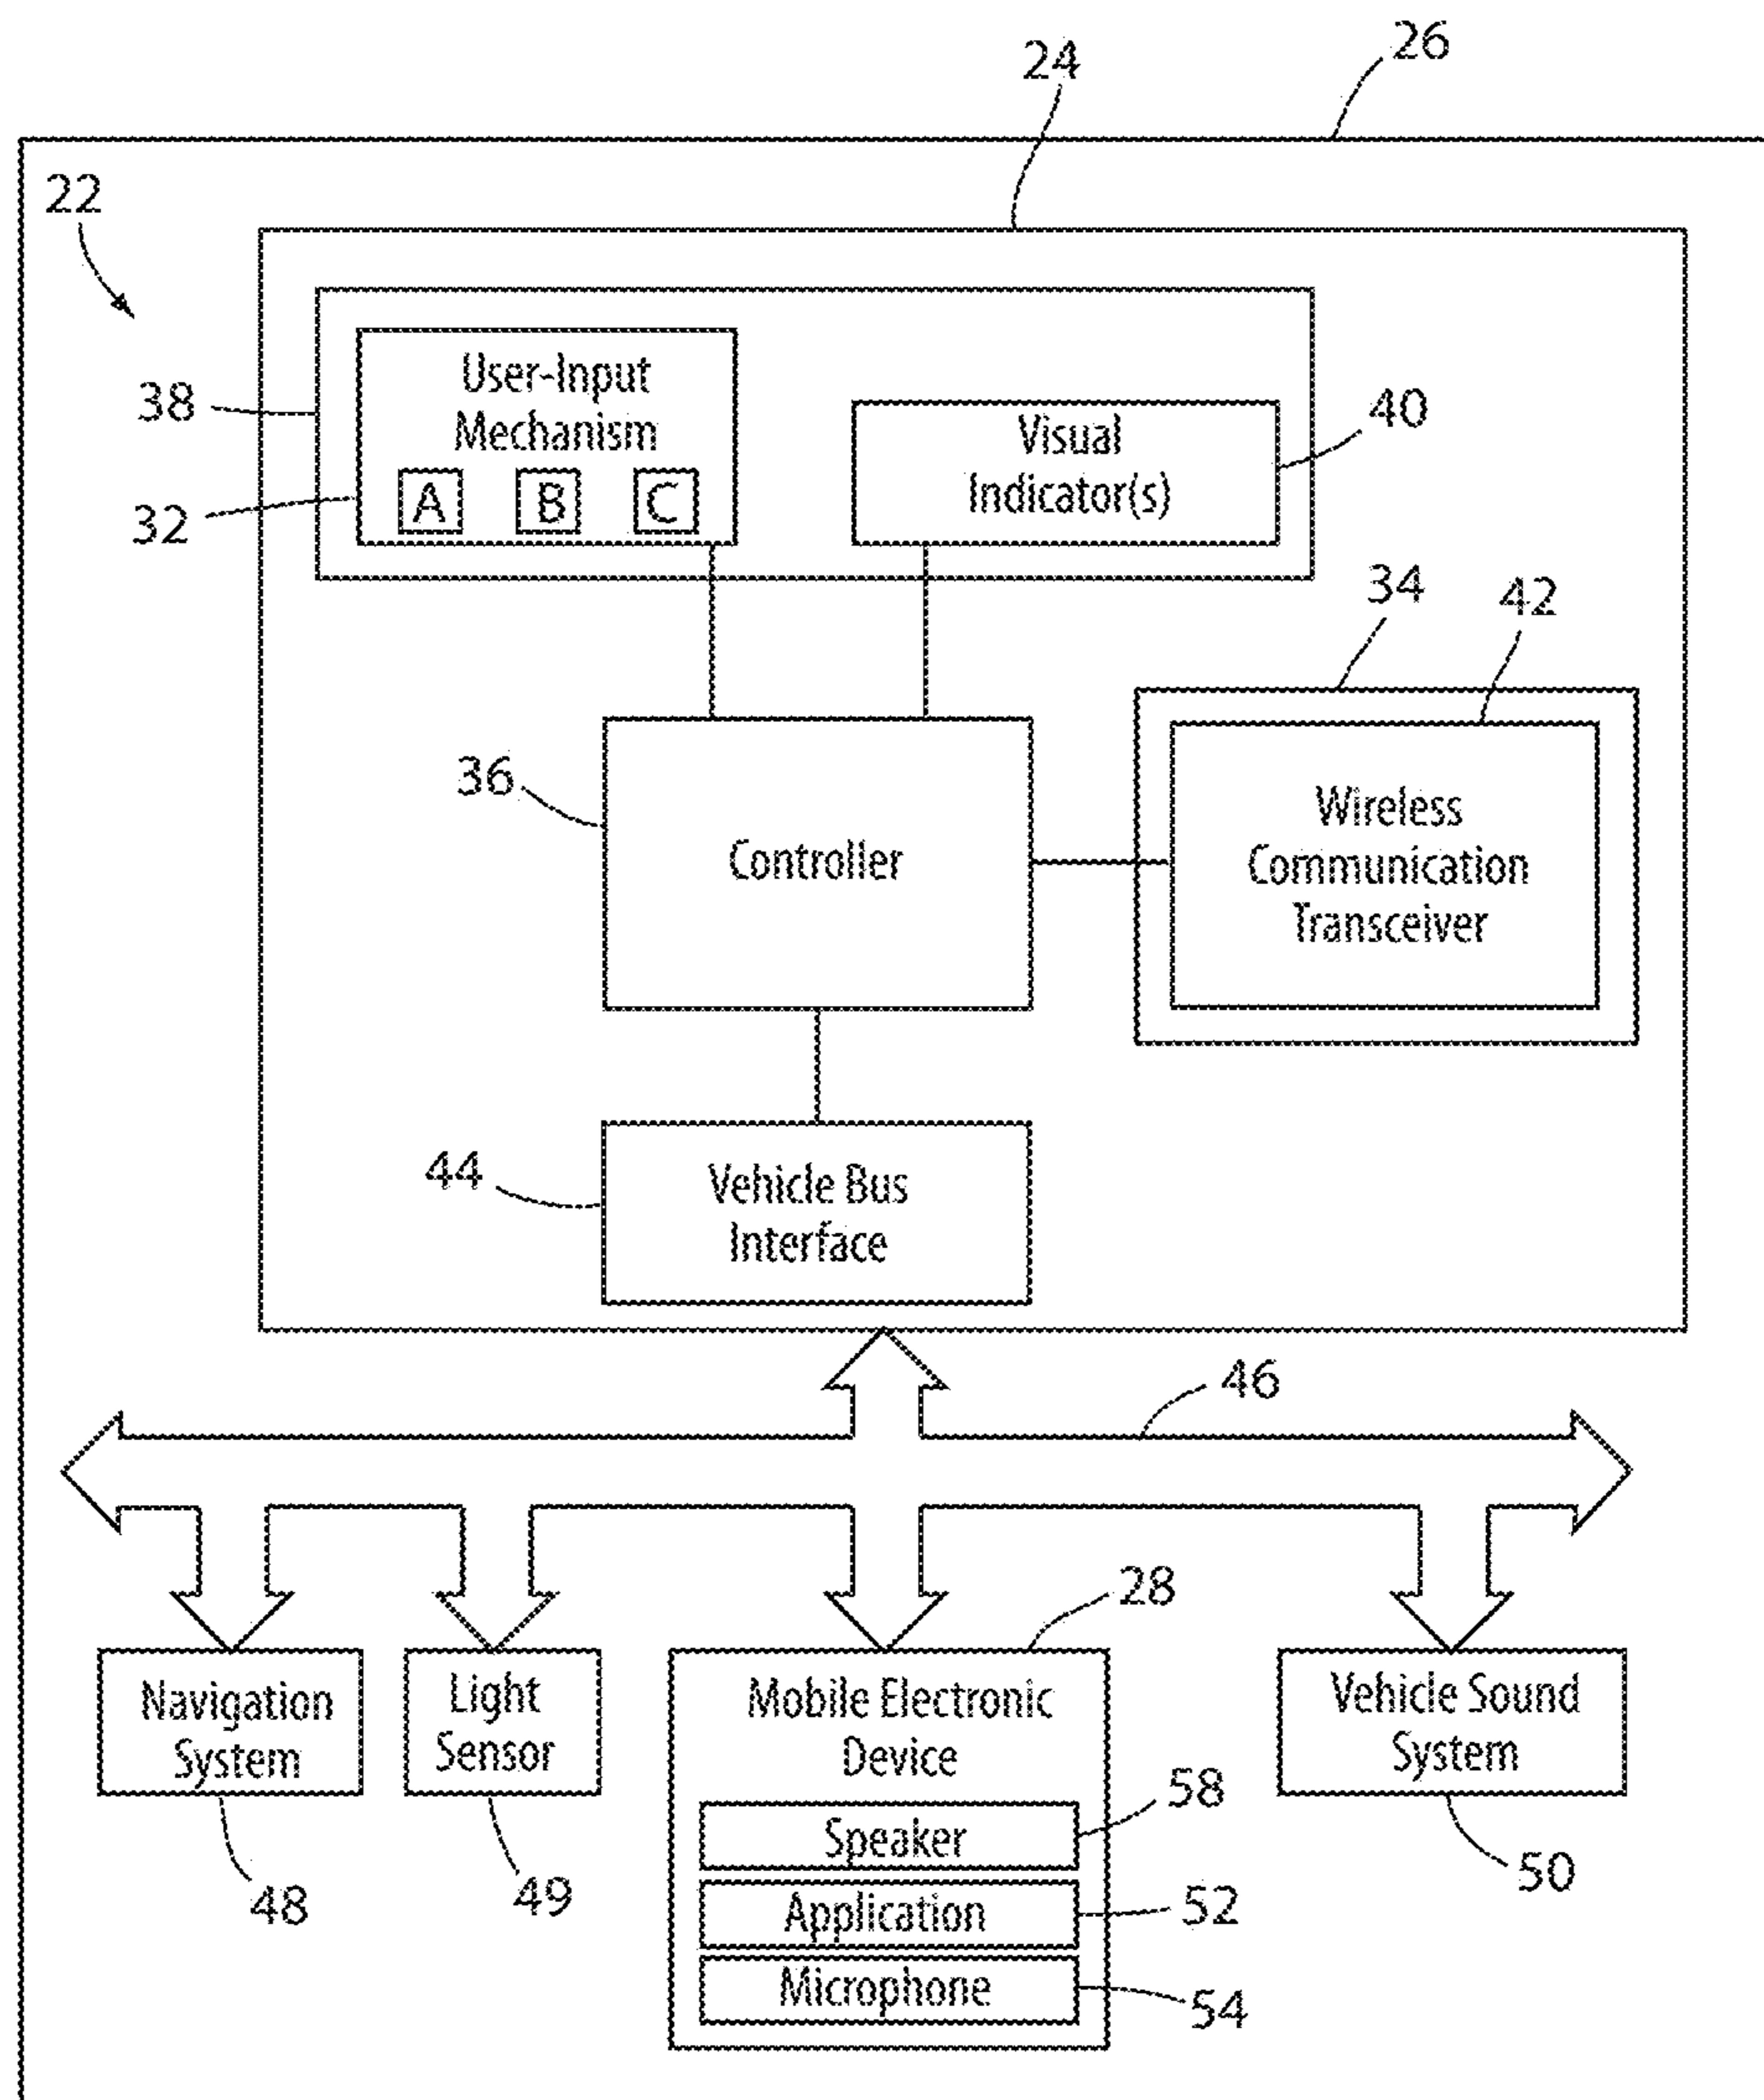 26
24
22
38
User-Input
Mechanism
A B C
32
Visual
Indicator(s)
40
34
42
36
Controller
Wireless
Communication
Transceiver
44
Vehicle Bus
Interface
46
28
Navigation
System
Light
Sensor
Mobile Electronic
Device
Vehicle Sound
System
Speaker
58
Application
52
Microphone
54
48
49
50